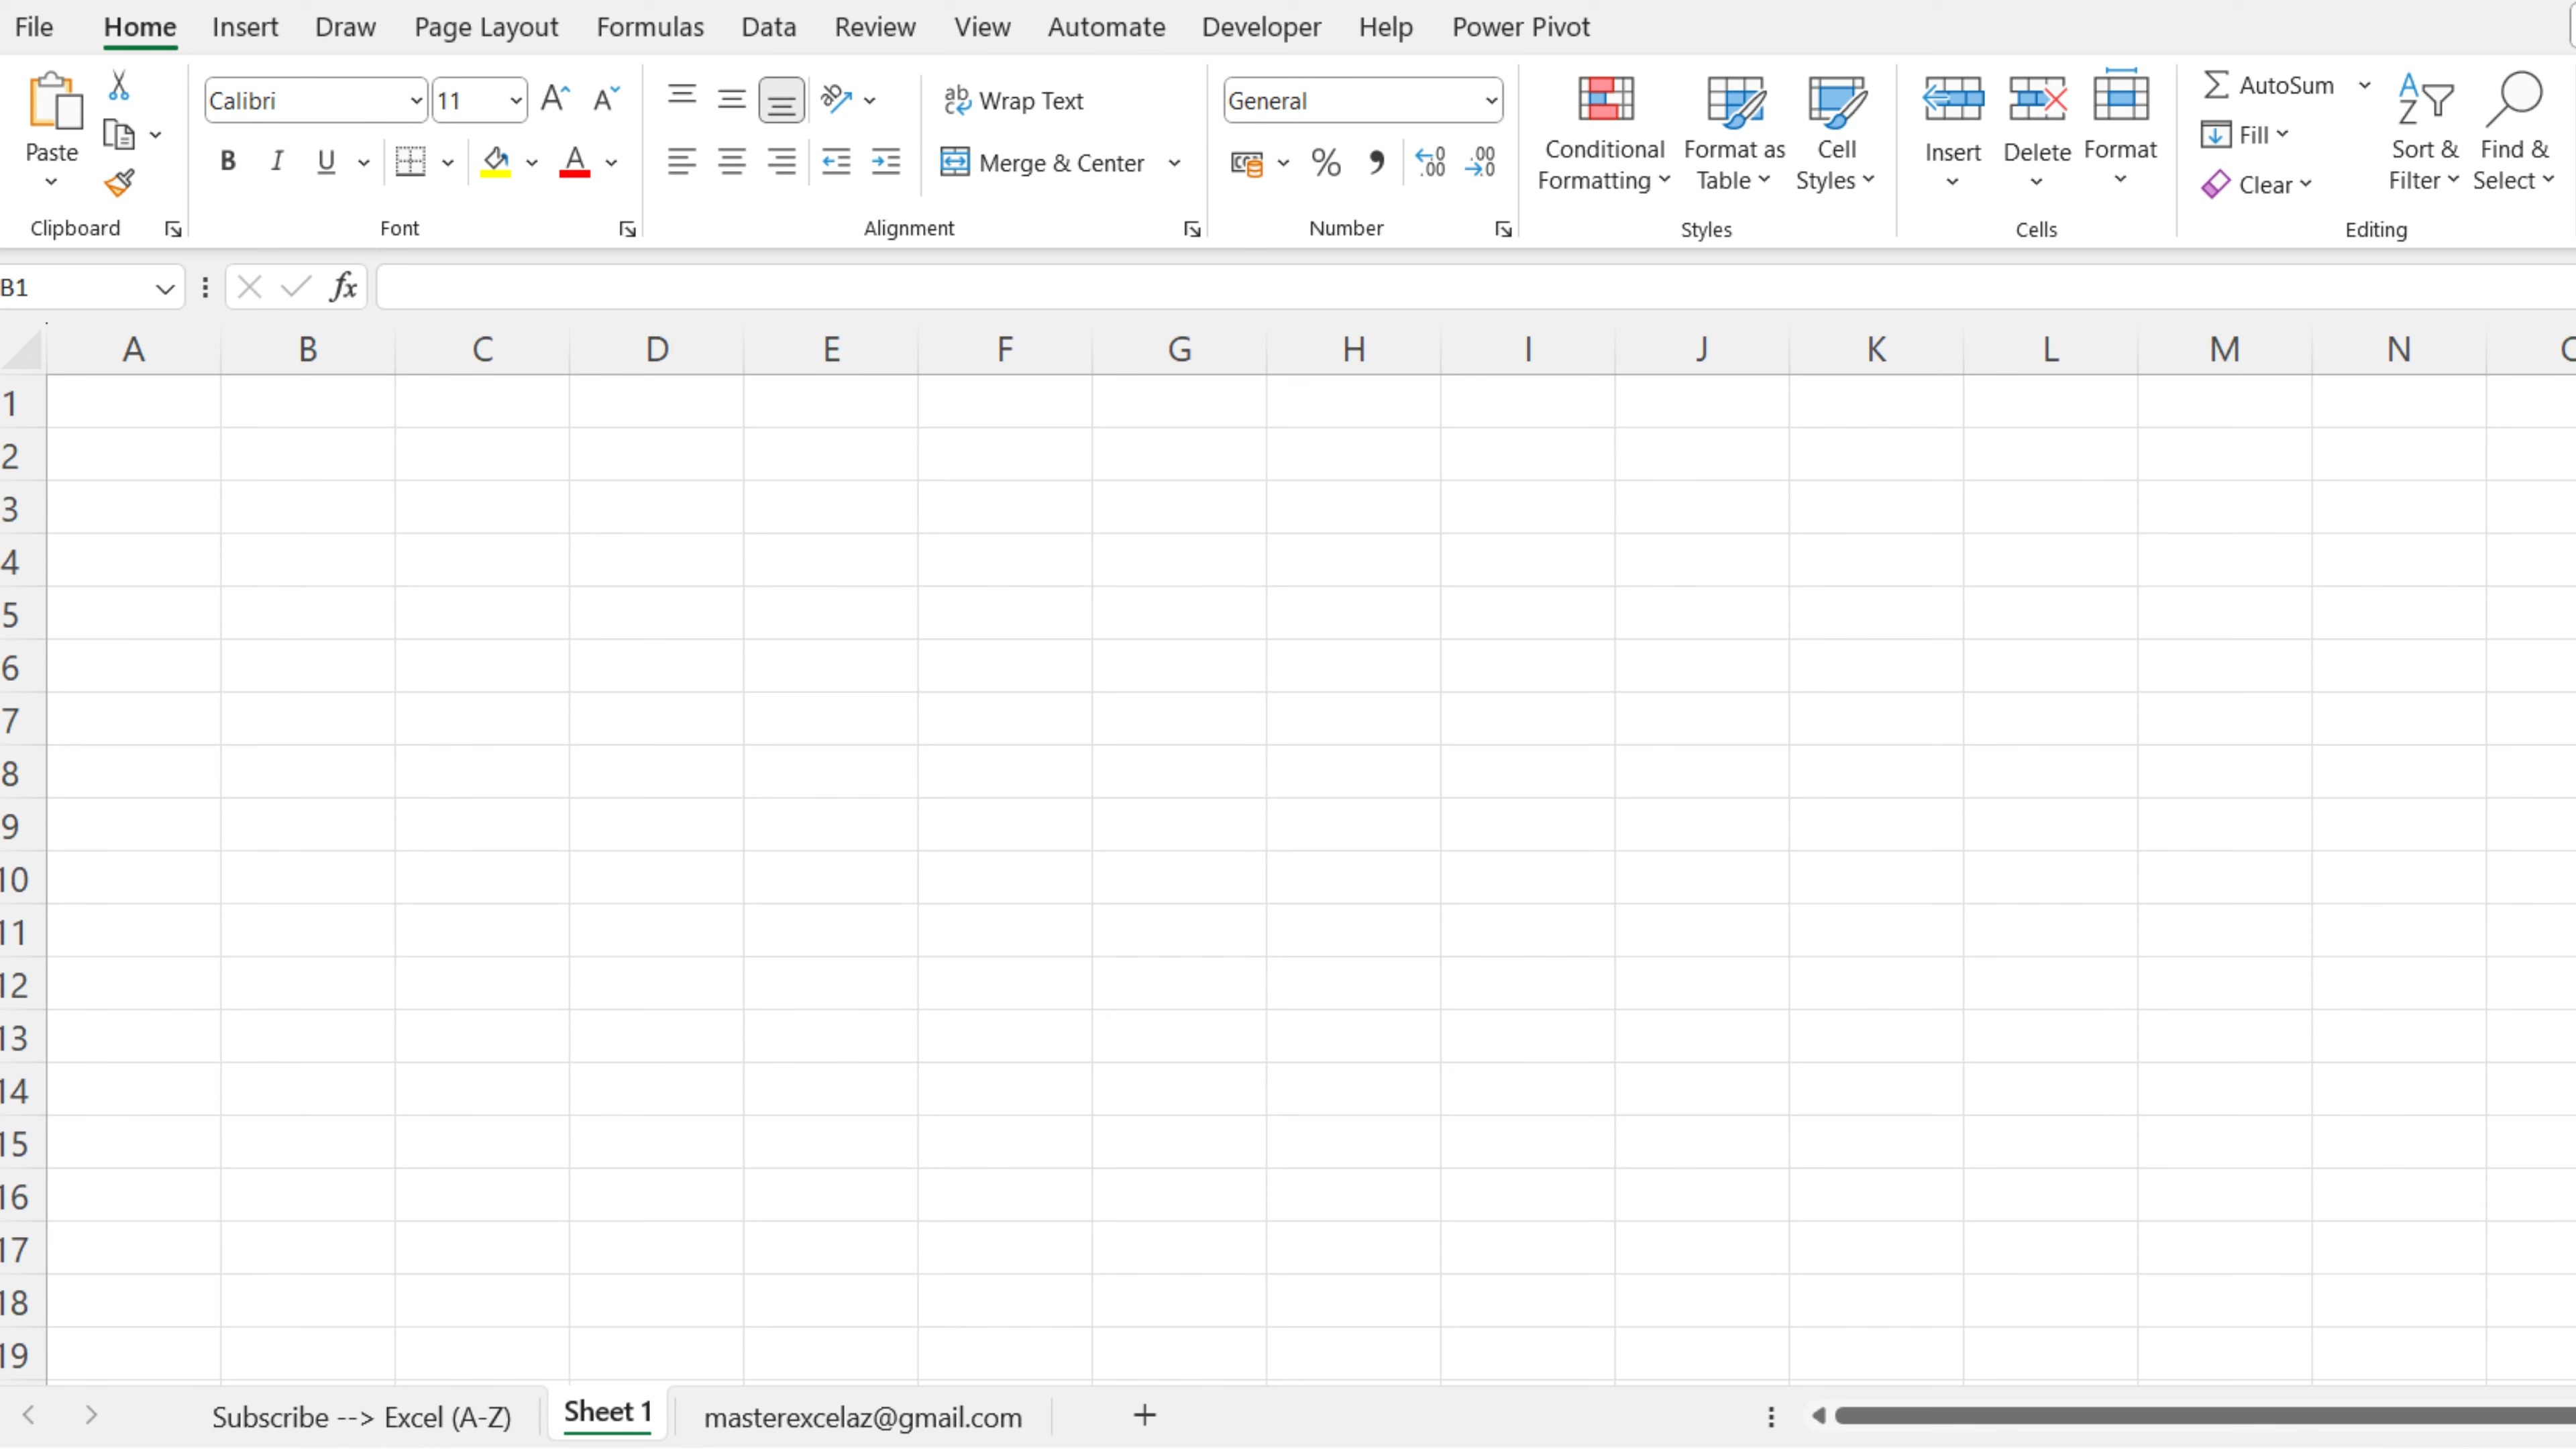 File Home Insert Draw Page Layout Formulas Data Review View Automate Developer Help Power Pivot
Calibri 11 Wrap Text General AutoSum
Paste Conditional Formatting Format as Table Cell Styles Insert Delete Format Fill Sort & Filter Find & Select
B I U A Merge & Center % Clear
Clipboard Font Alignment Number Styles Cells Editing
B1 fx
A B C D E F G H I J K L M N
1
2
3
4
5
6
7
8
9
10
11
12
13
14
15
16
17
18
19
Subscribe --> Excel (A-Z) Sheet 1 masterexcelaz@gmail.com +